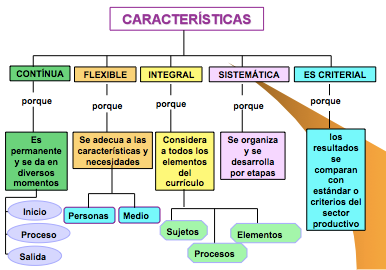 CARACTERÍSTICAS
CONTÍNUA
FLEXIBLE
INTEGRAL
SISTEMÁTICA
ES CRITERIAL
porque
porque
porque
porque
porque
Es
permanente
y se da en
diversos
momentos
Se adecua a las
características y
necesidades
Considera
a todos los
elementos
del
currículo
Se organiza
y se
desarrolla
por etapas
los
resultados
se
comparan
con
estándar o
criterios del
sector
productivo
Inicio
Proceso
Salida
Personas
Medio
Sujetos
Procesos
Elementos